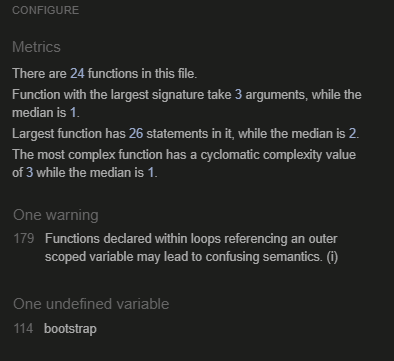 CONFIGURE
Metrics
There are 24 functions in this file.
Function with the largest signature take 3 arguments, while the
median is 1.
Largest function has 26 statements in it, while the median is 2.
The most complex function has a cyclomatic complexity value
of 3 while the median is 1.
One warning
179 Functions declared within loops referencing an outer
scoped variable may lead to confusing semantics. (i)
One undefined variable
114 bootstrap